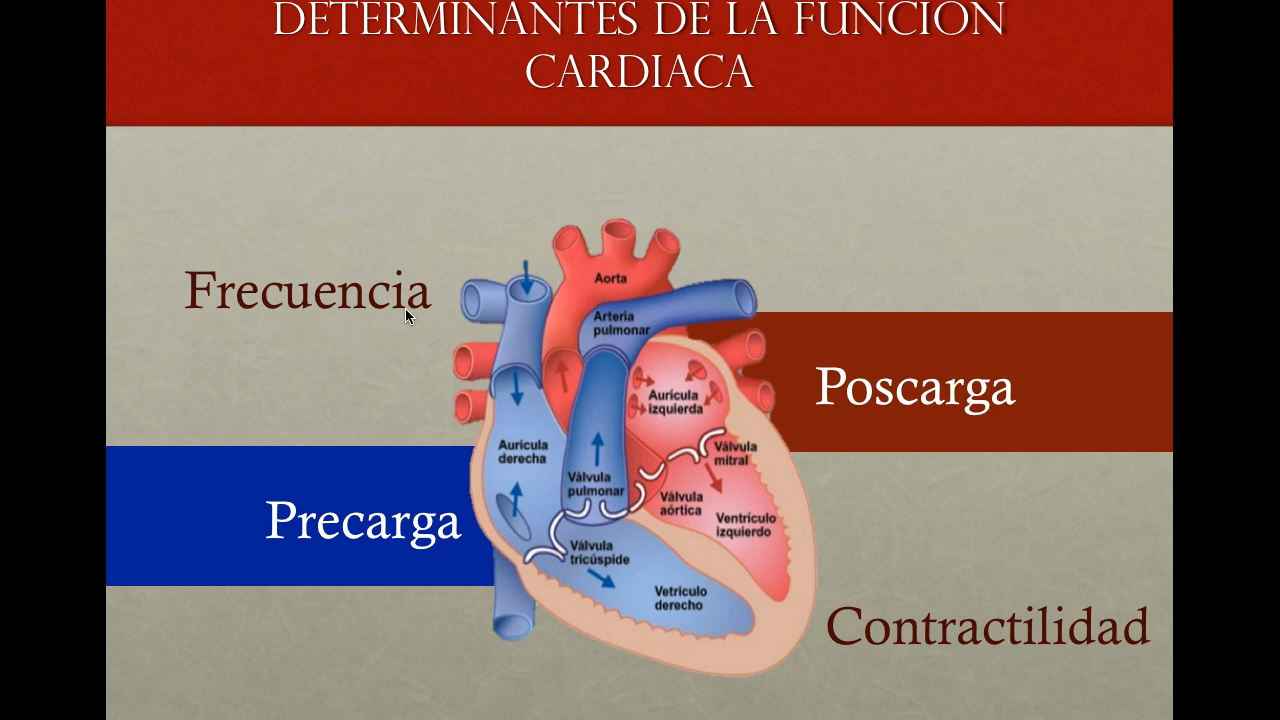 DETERMINANTES DE LA FUNCION
CARDIACA
Frecuencia
Poscarga
Precarga
Contractilidad
Aorta
Arteria
pulmonar
Aurícula
izquierda
Aurícula
derecha
Válvula
mitral
Válvula
pulmonar
Válvula
aórtica
Ventrículo
izquierdo
Válvula
tricúspide
Vetrículo
derecho